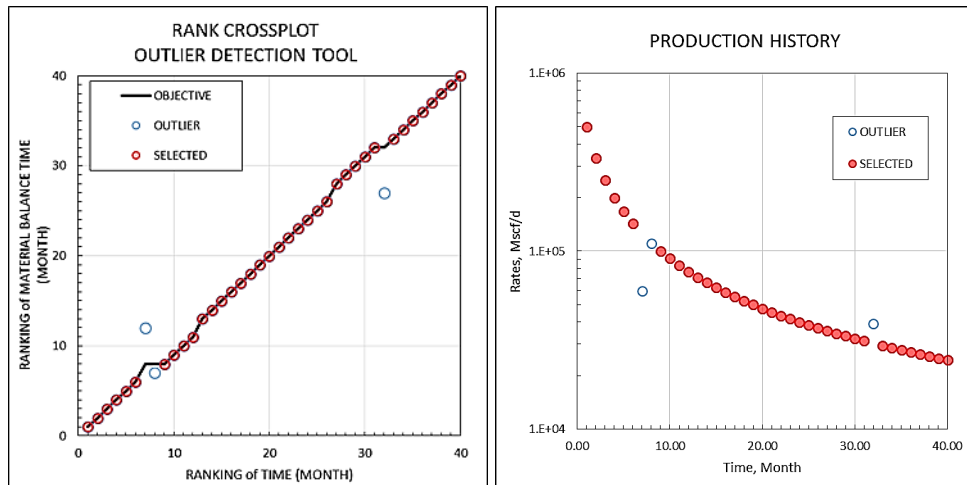 RANK CROSSPLOT
OUTLIER DETECTION TOOL
40
30
20
10
0
OBJECTIVE
OUTLIER
SELECTED
RANKING of MATERIAL BALANCE TIME
(MONTH)
0 10 20 30 40
RANKING of TIME (MONTH)
PRODUCTION HISTORY
1.E+06
1.E+05
1.E+04
OUTLIER
SELECTED
Rates, Mscf/d
0.00 10.00 20.00 30.00 40.00
Time, Month